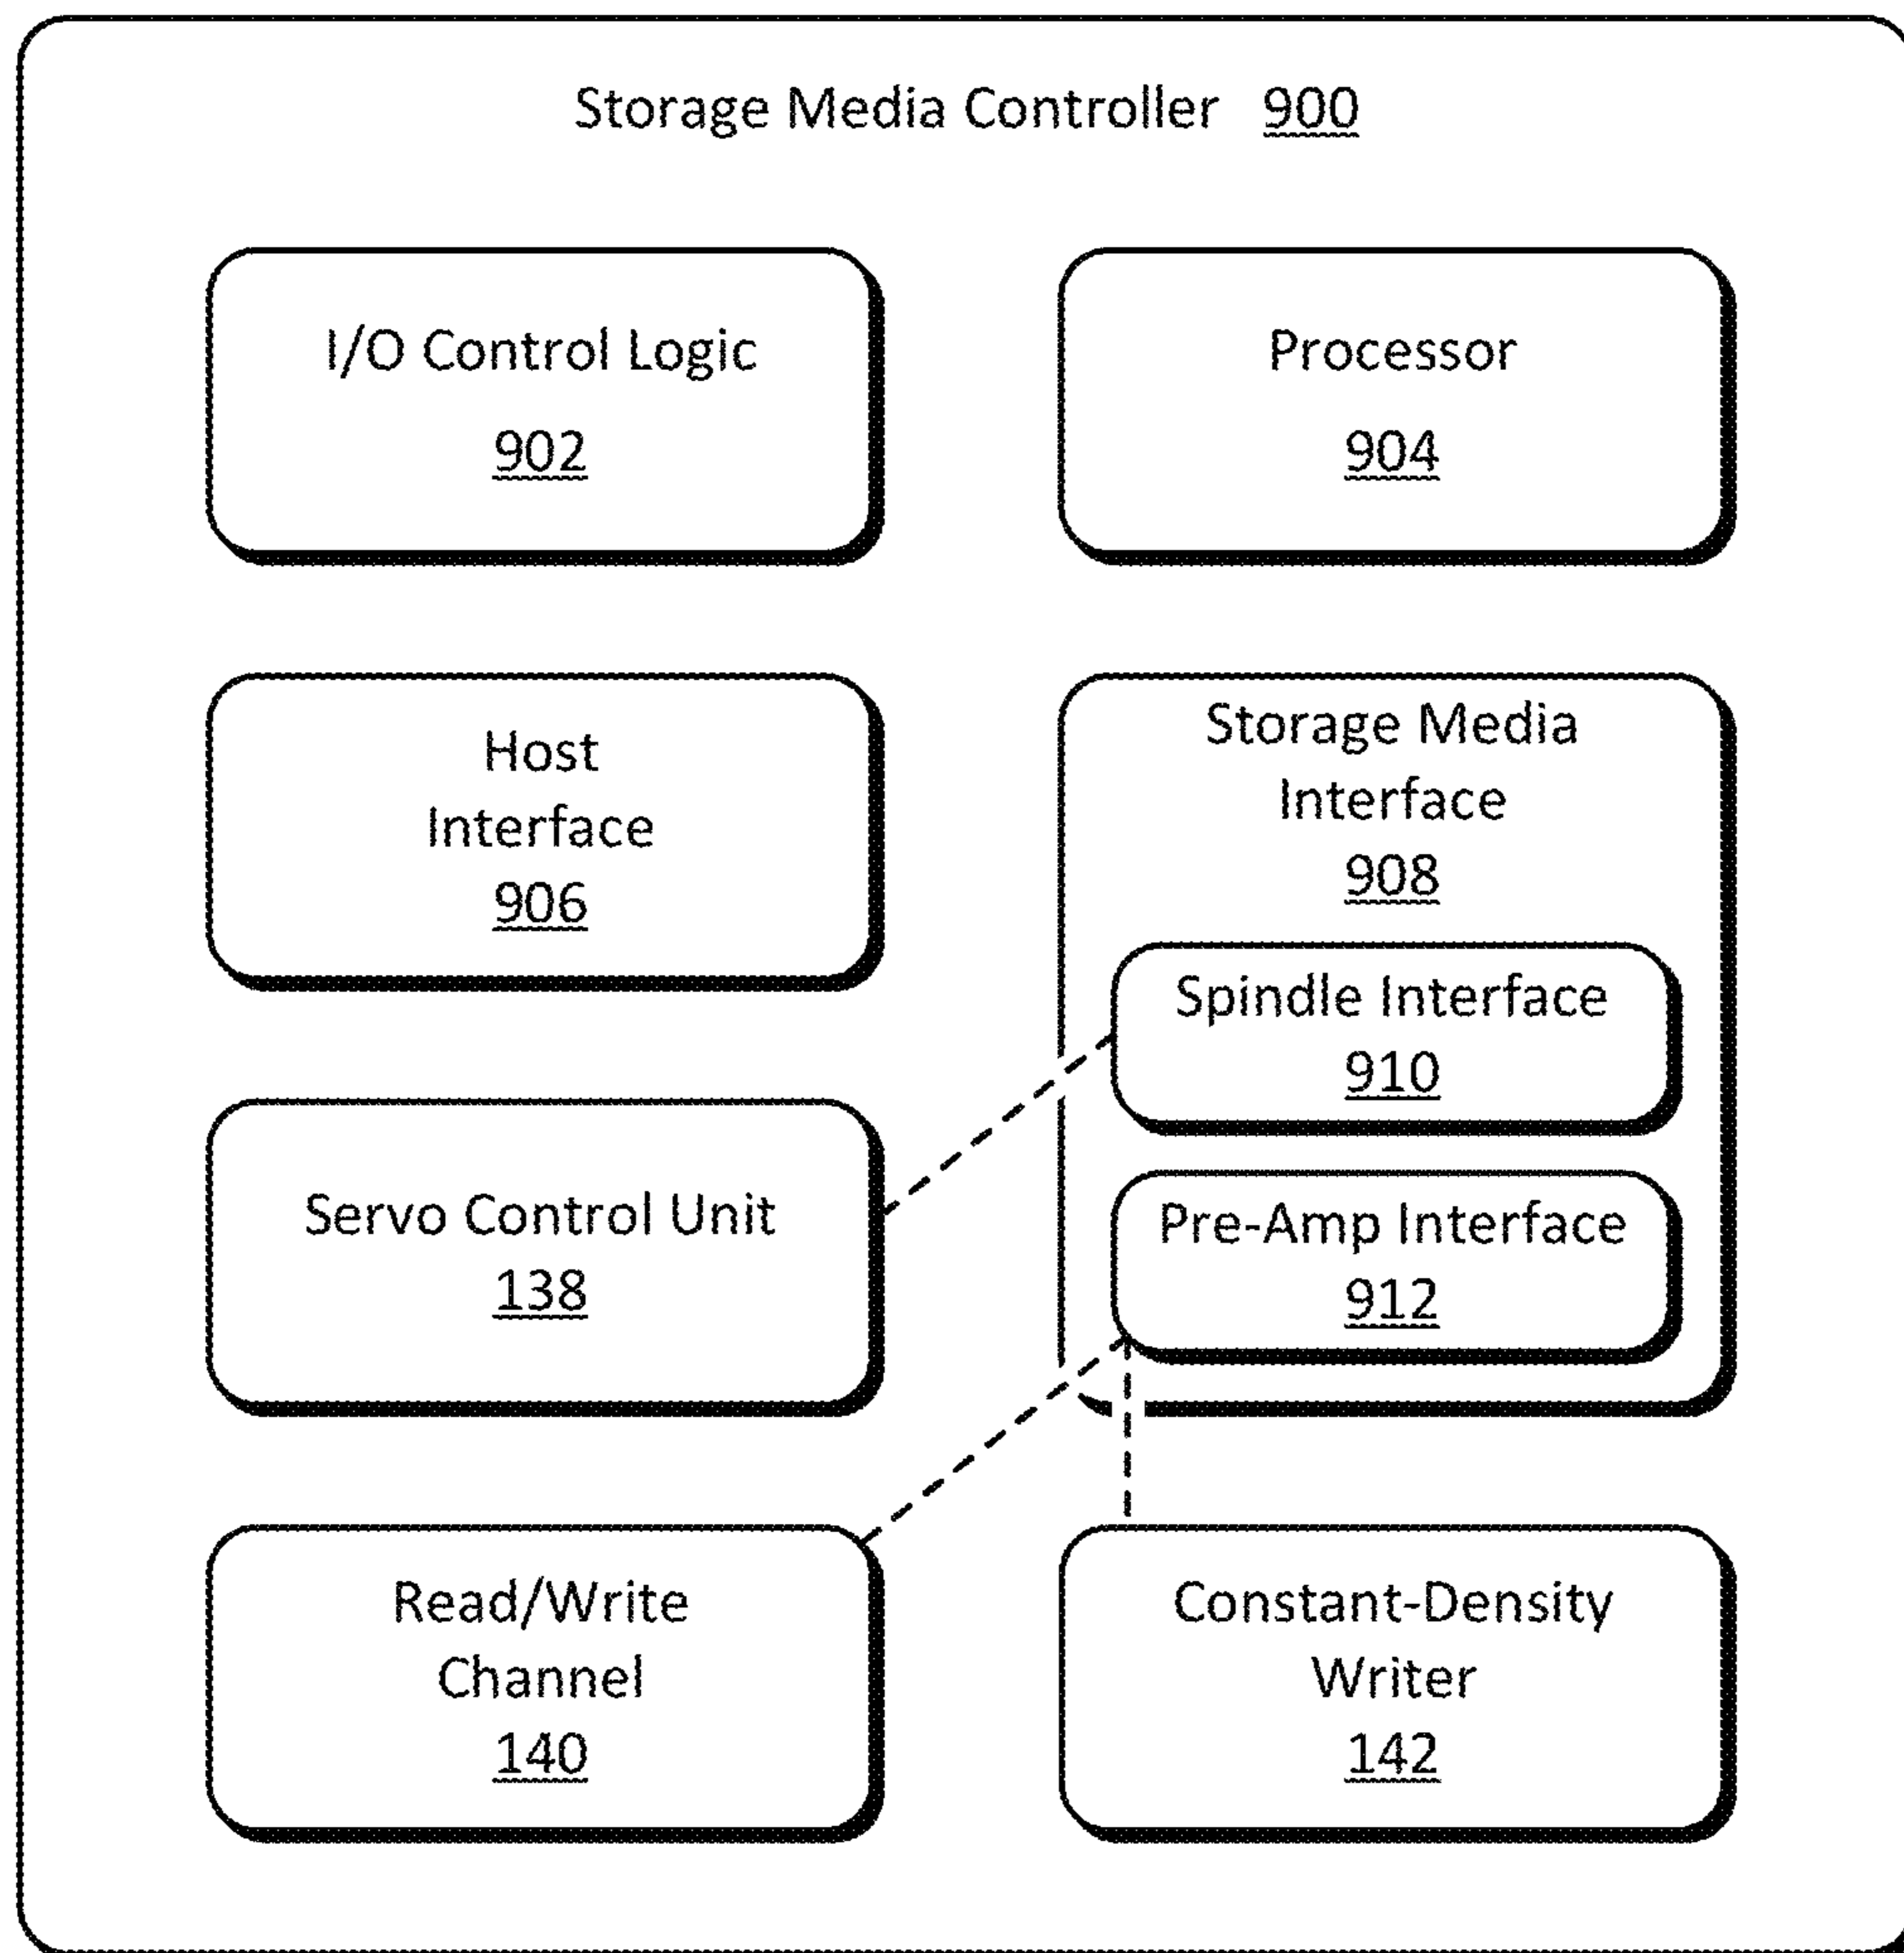 Storage Media Controller 900
I/O Control Logic
902
Processor
904
Host
Interface
906
Storage Media
Interface
908
Spindle Interface
910
Pre-Amp Interface
912
Servo Control Unit
138
Read/Write
Channel
140
Constant-Density
Writer
142